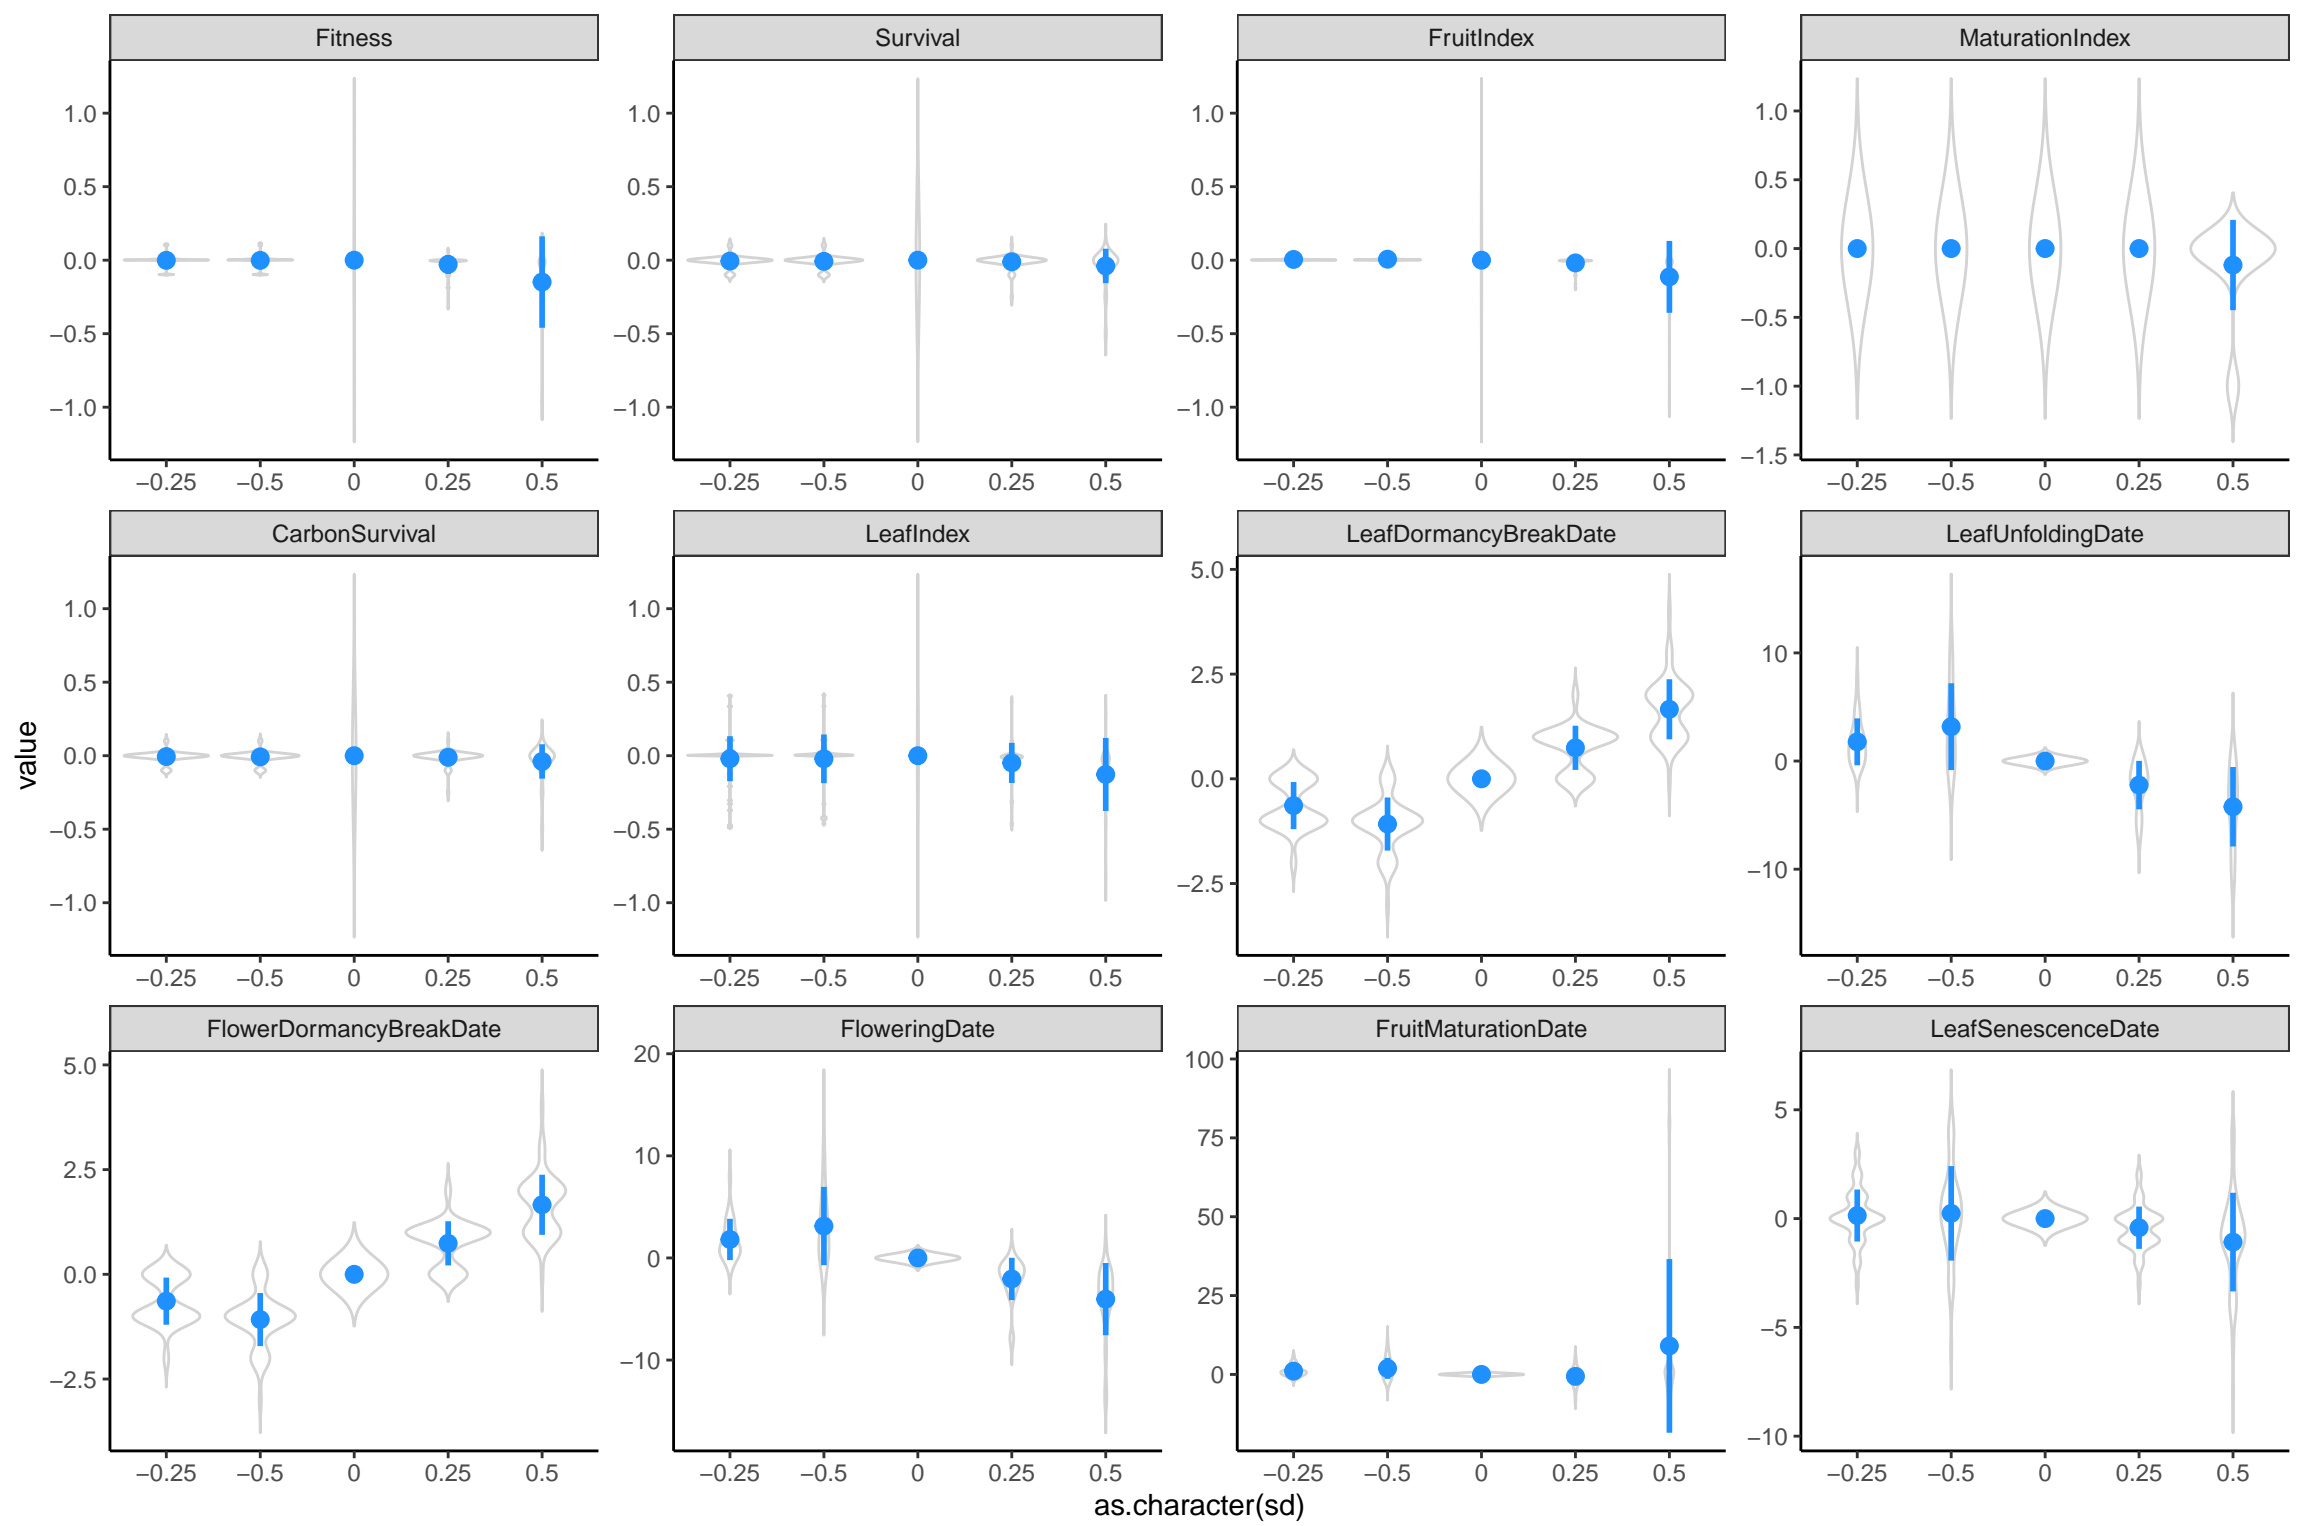 Fitness Survival FruitIndex MaturationIndex
1.0 1.0 1.0 1.0
0.5 0.5 0.5 0.5
0.0 0.0 0.0 0.0
−0.5 −0.5 −0.5 −0.5
−1.0 −1.0 −1.0 −1.0
−1.5
−0.25 −0.5 0 0.25 0.5 −0.25 −0.5 0 0.25 0.5 −0.25 −0.5 0 0.25 0.5 −0.25 −0.5 0 0.25 0.5
CarbonSurvival LeafIndex LeafDormancyBreakDate LeafUnfoldingDate
1.0 1.0 5.0 10
0.5 0.5 2.5 0
0.0 0.0 0.0 −10
−0.5 −0.5 −2.5
−1.0 −1.0
value
−0.25 −0.5 0 0.25 0.5 −0.25 −0.5 0 0.25 0.5 −0.25 −0.5 0 0.25 0.5 −0.25 −0.5 0 0.25 0.5
FlowerDormancyBreakDate FloweringDate FruitMaturationDate LeafSenescenceDate
5.0 20 100 5
2.5 10 75 0
0.0 0 50 −5
−2.5 −10 25 −10
0
−0.25 −0.5 0 0.25 0.5 −0.25 −0.5 0 0.25 0.5 −0.25 −0.5 0 0.25 0.5 −0.25 −0.5 0 0.25 0.5
as.character(sd)